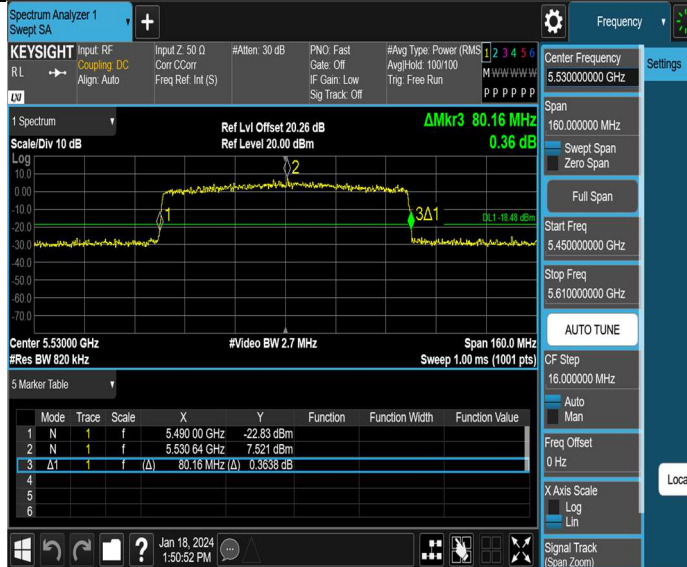 Spectrum Analyzer 1
Swept SA
+
Frequency
KEYSIGHT
RL
LXI
Input: RF
Coupling: DC
Align: Auto
Input Z: 50 Ω
Corr CCorr
Freq Ref: Int (S)
#Atten: 30 dB
PNO: Fast
Gate: Off
IF Gain: Low
Sig Track: Off
#Avg Type: Power (RMS
Avg|Hold: 100/100
Trig: Free Run
1 2 3 4 5 6
M W W W W W
P P P P P P
Center Frequency
5.530000000 GHz
Settings
1 Spectrum
Scale/Div 10 dB
Ref Lvl Offset 20.26 dB
Ref Level 20.00 dBm
ΔMkr3 80.16 MHz
0.36 dB
Span
160.000000 MHz
Swept Span
Zero Span
Full Span
Start Freq
5.450000000 GHz
Stop Freq
5.610000000 GHz
AUTO TUNE
Log
10.0
0.00
-10.0
-20.0
-30.0
-40.0
-50.0
-60.0
-70.0
1
2
3Δ1
DL1 -18.48 dBm
Center 5.53000 GHz
#Res BW 820 kHz
#Video BW 2.7 MHz
Span 160.0 MHz
Sweep 1.00 ms (1001 pts)
CF Step
16.000000 MHz
Auto
Man
Freq Offset
0 Hz
X Axis Scale
Log
Lin
Signal Track
(Span Zoom)
Loca
5 Marker Table
Mode Trace Scale X Y Function Function Width Function Value
1 N 1 f 5.490 00 GHz -22.83 dBm
2 N 1 f 5.530 64 GHz 7.521 dBm
3 Δ1 1 f (Δ) 80.16 MHz (Δ) 0.3638 dB
4
5
6
?
Jan 18, 2024
1:50:52 PM